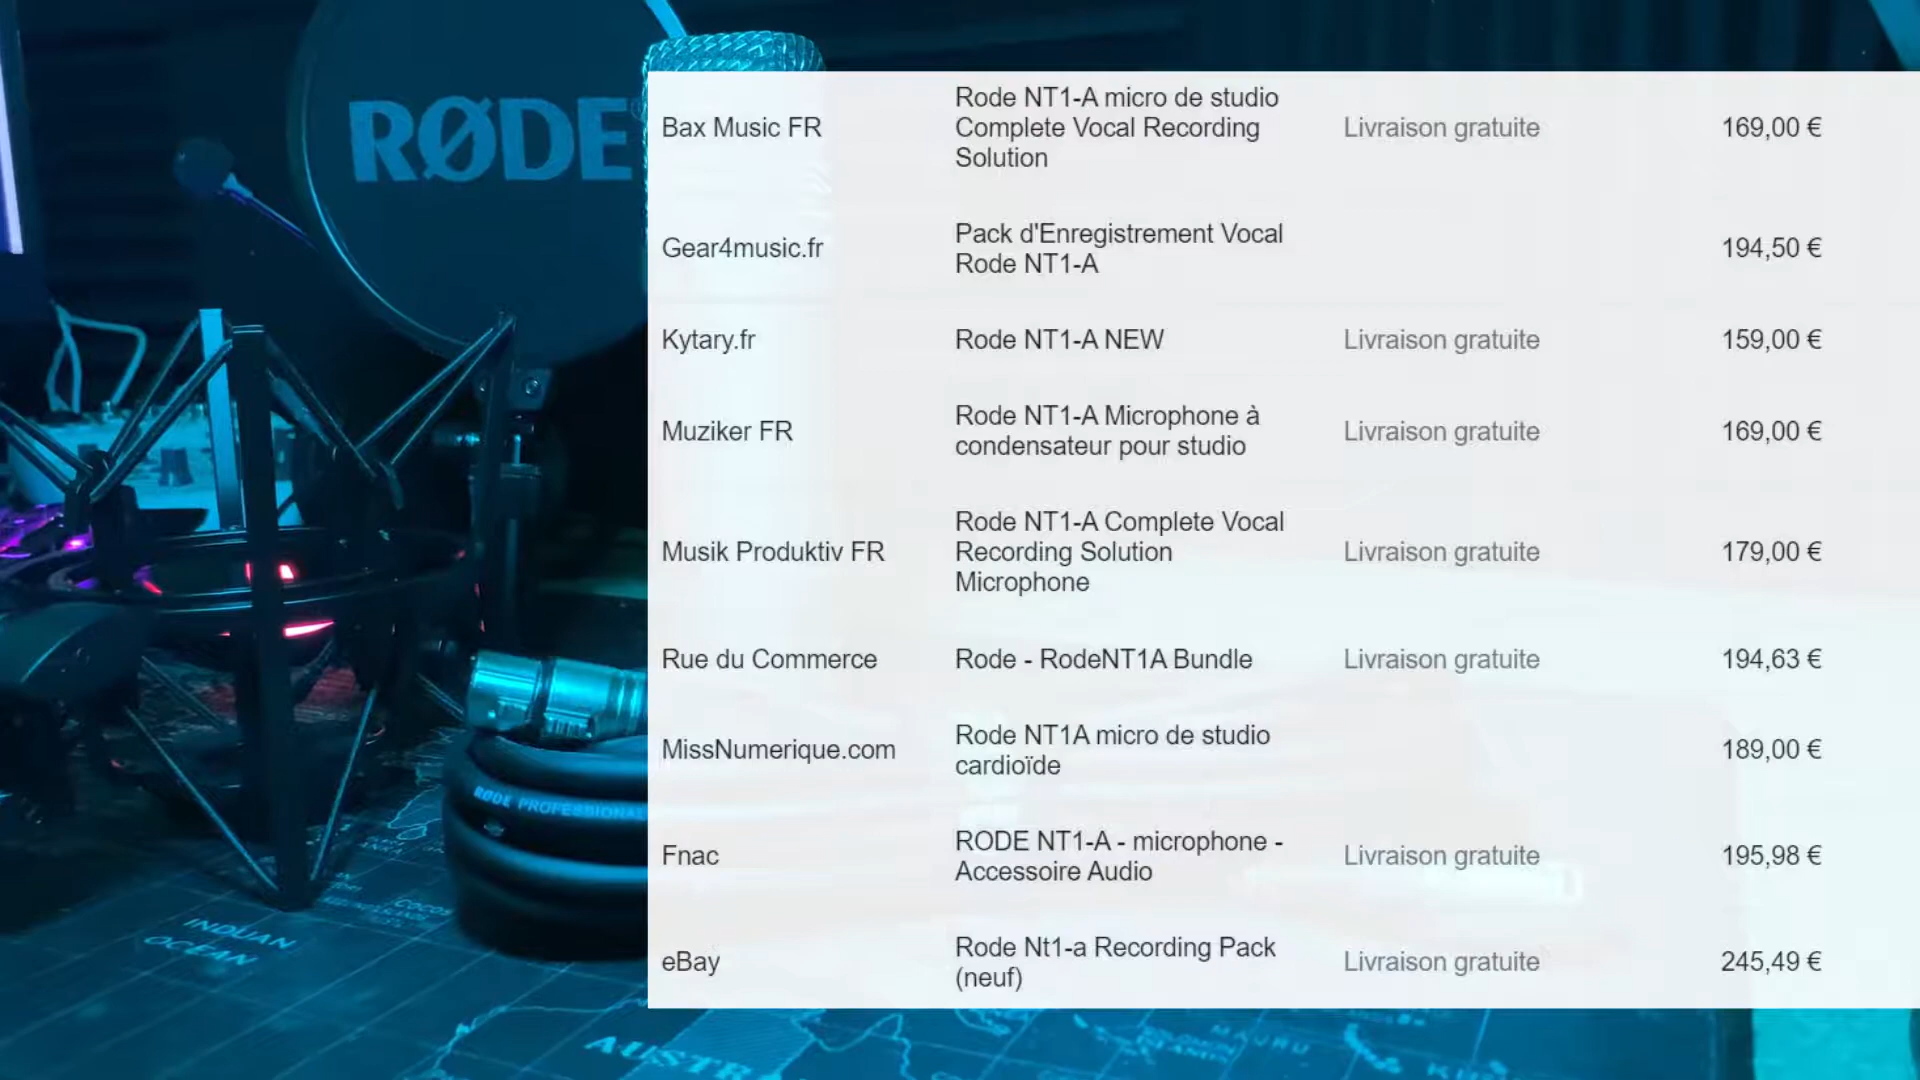 RØDE
Bax Music FR
Rode NT1-A micro de studio
Complete Vocal Recording
Solution
Livraison gratuite
169,00 €
Gear4music.fr
Pack d'Enregistrement Vocal
Rode NT1-A
194,50 €
Kytary.fr
Rode NT1-A NEW
Livraison gratuite
159,00 €
Muziker FR
Rode NT1-A Microphone à
condensateur pour studio
Livraison gratuite
169,00 €
Musik Produktiv FR
Rode NT1-A Complete Vocal
Recording Solution
Microphone
Livraison gratuite
179,00 €
Rue du Commerce
Rode - RodeNT1A Bundle
Livraison gratuite
194,63 €
MissNumerique.com
Rode NT1A micro de studio
cardioïde
189,00 €
Fnac
RODE NT1-A - microphone -
Accessoire Audio
Livraison gratuite
195,98 €
eBay
Rode Nt1-a Recording Pack
(neuf)
Livraison gratuite
245,49 €
RØDE PROFESSIONAL
INDIAN
OCEAN
AUSTR